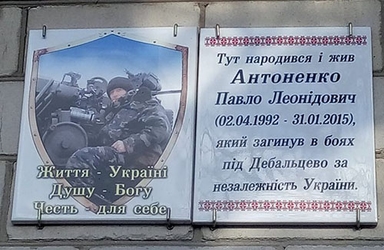 Життя - Україні
Душу - Богу
Честь - для себе
Тут народився і жив
Антоненко
Павло Леонідович
(02.04.1992 - 31.01.2015),
який загинув в боях
під Дебальцево за
незалежність України.